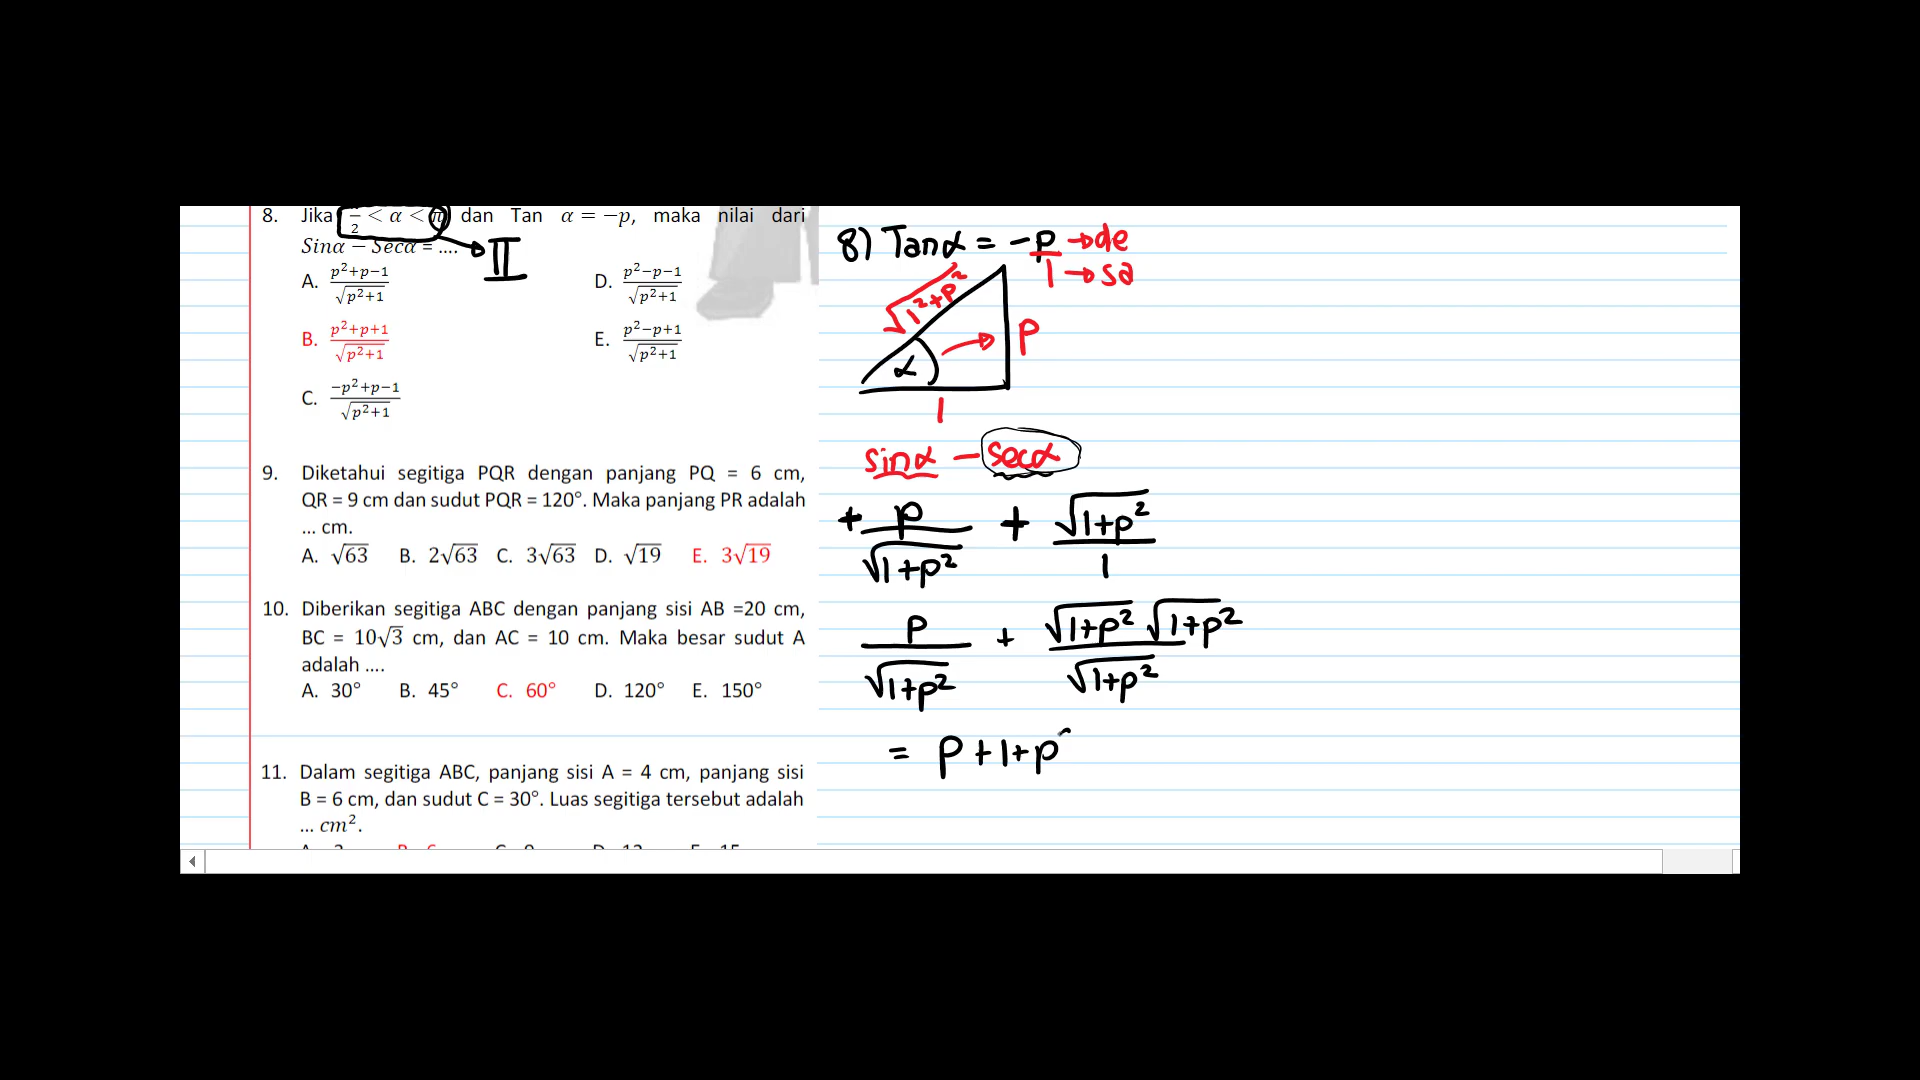 8. Jika π/2 < α < π dan Tan α = −p, maka nilai dari
Sinα − Secα = ....
II
A. (p²+p−1)/√(p²+1) D. (p²−p−1)/√(p²+1)
B. (p²+p+1)/√(p²+1) E. (p²−p+1)/√(p²+1)
C. (−p²+p−1)/√(p²+1)
9. Diketahui segitiga PQR dengan panjang PQ = 6 cm,
QR = 9 cm dan sudut PQR = 120°. Maka panjang PR adalah
... cm.
A. √63 B. 2√63 C. 3√63 D. √19 E. 3√19
10. Diberikan segitiga ABC dengan panjang sisi AB =20 cm,
BC = 10√3 cm, dan AC = 10 cm. Maka besar sudut A
adalah ....
A. 30° B. 45° C. 60° D. 120° E. 150°
11. Dalam segitiga ABC, panjang sisi A = 4 cm, panjang sisi
B = 6 cm, dan sudut C = 30°. Luas segitiga tersebut adalah
... cm².
8) Tanα = −p → de
1 → sa
√1²+p²
p
α
1
sinα − secα
+ p/√(1+p²) + √(1+p²)/1
p/√(1+p²) + √(1+p²) √(1+p²)/√(1+p²)
= p+1+p